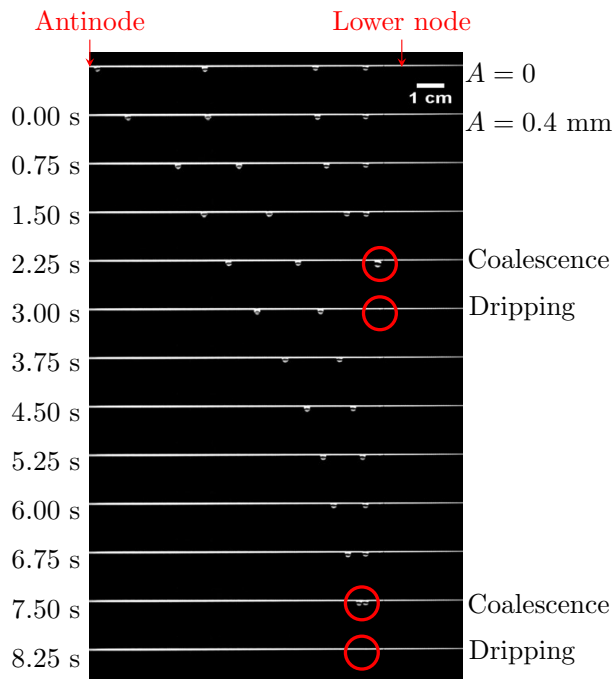 Antinode Lower node
A = 0
1 cm
0.00 s A = 0.4 mm
0.75 s
1.50 s
2.25 s Coalescence
3.00 s Dripping
3.75 s
4.50 s
5.25 s
6.00 s
6.75 s
7.50 s Coalescence
8.25 s Dripping